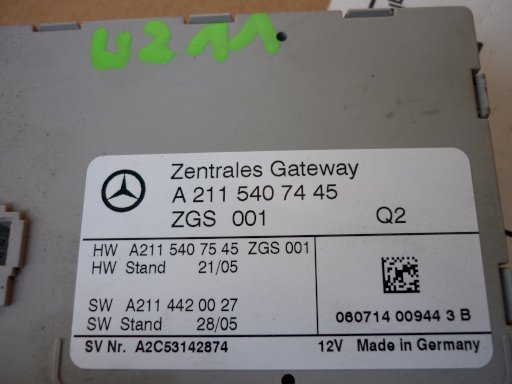 W211
Zentrales Gateway
A 211 540 74 45
ZGS 001 Q2
HW A211 540 75 45 ZGS 001
HW Stand 21/05
SW A211 442 00 27
SW Stand 28/05
060714 00944 3 B
SV Nr. A2C53142874 12V Made in Germany